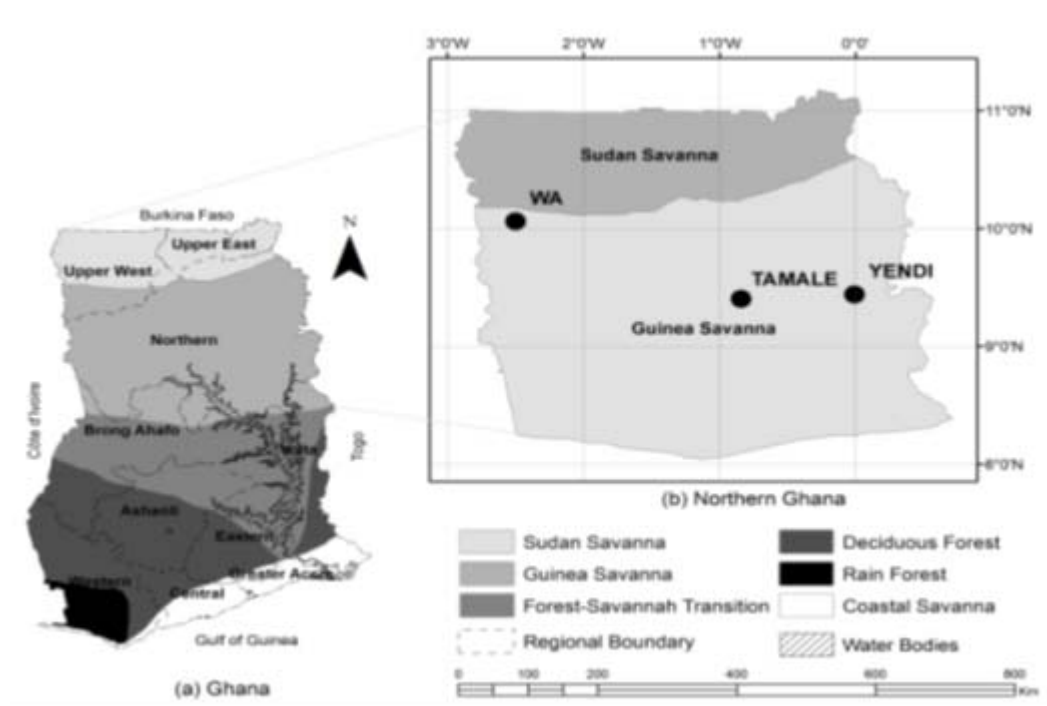 3°0'W 2°0'W 1°0'W 0°0'
11°0'N
Sudan Savanna
WA
10°0'N
TAMALE
YENDI
Guinea Savanna
9°0'N
8°0'N
(b) Northern Ghana
Burkina Faso
N
Upper East
Upper West
Northern
Côte d'Ivoire
Brong Ahafo
Volta
Togo
Ashanti
Eastern
Western
Central
Greater Accra
Gulf of Guinea
(a) Ghana
Sudan Savanna
Guinea Savanna
Forest-Savannah Transition
Regional Boundary
Deciduous Forest
Rain Forest
Coastal Savanna
Water Bodies
0 100 200 400 600 800
Km